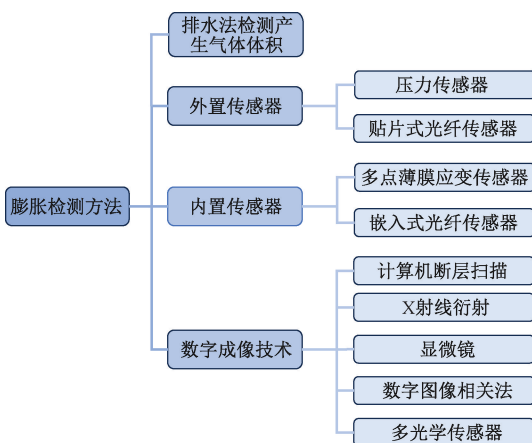 排水法检测产
生气体体积
外置传感器
压力传感器
贴片式光纤传感器
膨胀检测方法
内置传感器
多点薄膜应变传感器
嵌入式光纤传感器
数字成像技术
计算机断层扫描
X射线衍射
显微镜
数字图像相关法
多光学传感器